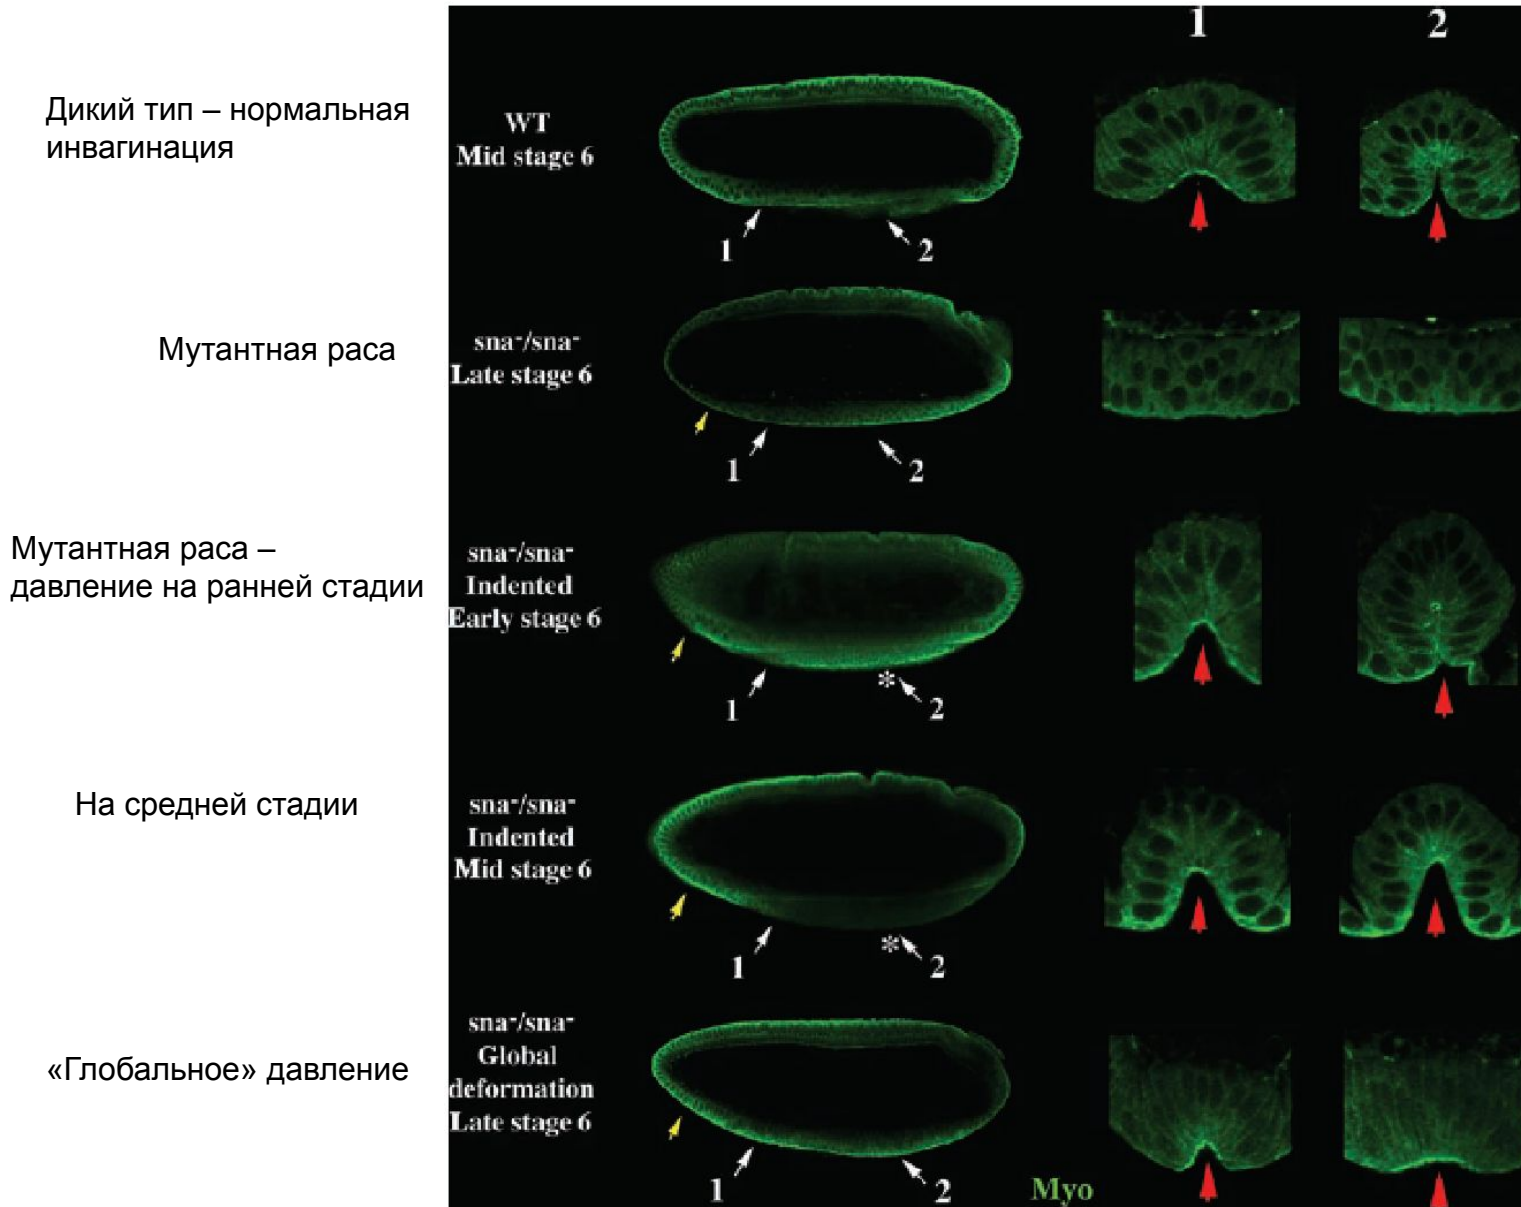 1 2
Дикий тип – нормальная
инвагинация
WT
Mid stage 6
1 2
Мутантная раса
sna-/sna-
Late stage 6
1 2
Мутантная раса –
давление на ранней стадии
sna-/sna-
Indented
Early stage 6
1 * 2
На средней стадии
sna-/sna-
Indented
Mid stage 6
1 * 2
«Глобальное» давление
sna-/sna-
Global
deformation
Late stage 6
1 2
Myo